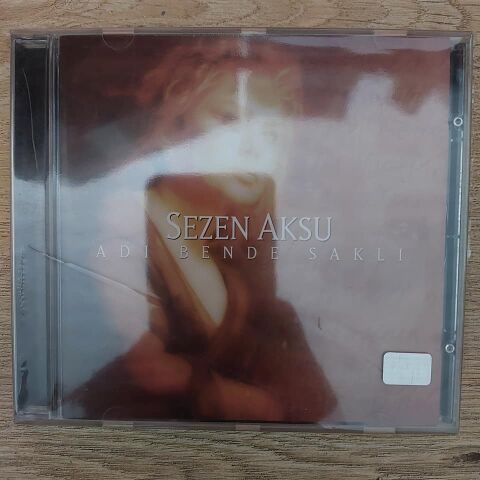 SEZEN AKSU
ADI BENDE SAKLI